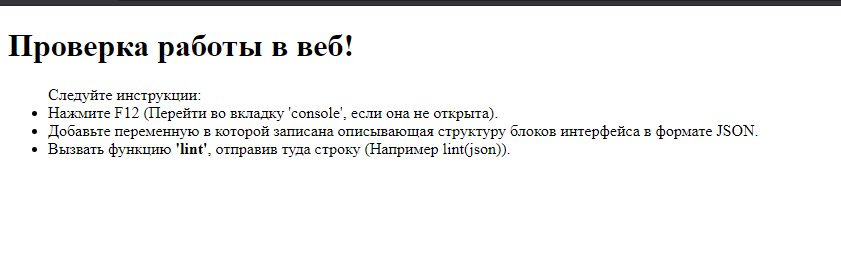 Проверка работы в веб!
Следуйте инструкции:
Нажмите F12 (Перейти во вкладку 'console', если она не открыта).
Добавьте переменную в которой записана описывающая структуру блоков интерфейса в формате JSON.
Вызвать функцию 'lint', отправив туда строку (Например lint(json)).